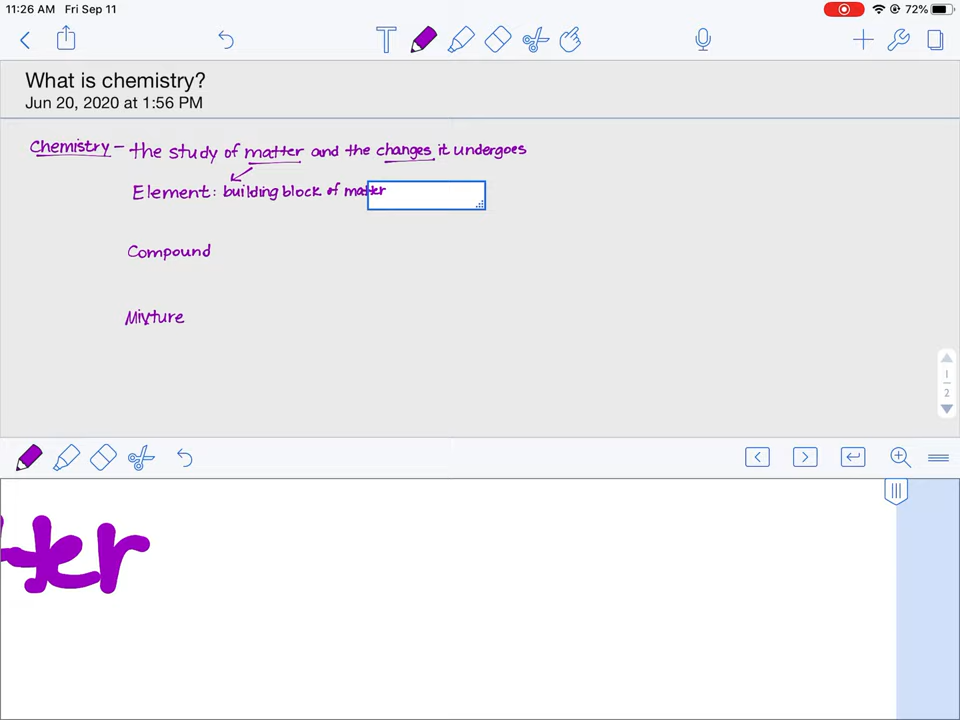 11:26 AM Fri Sep 11 72%
What is chemistry?
Jun 20, 2020 at 1:56 PM
Chemistry - the study of matter and the changes it undergoes
Element: building block of matter
Compound
Mixture
1
2
tter